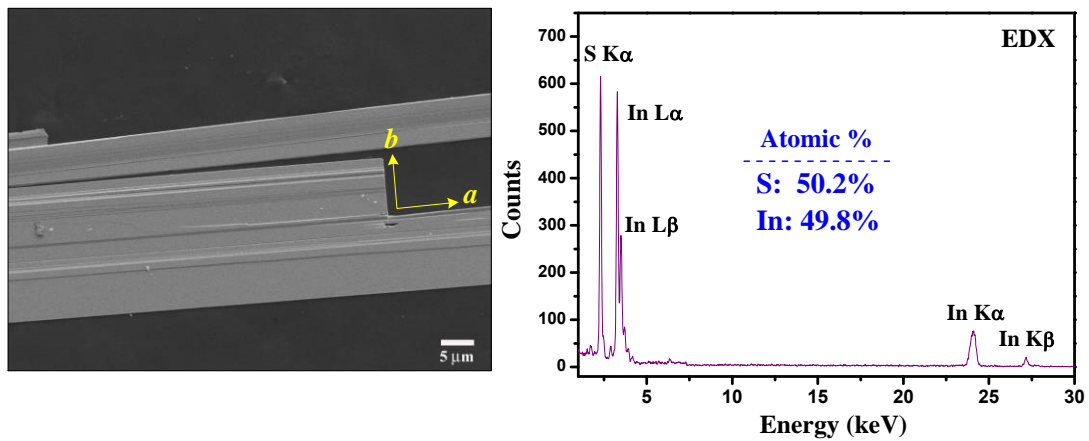 b
a
5 μm
EDX
S Kα
In Lα
In Lβ
Atomic %
S: 50.2%
In: 49.8%
In Kα
In Kβ
Counts
700
600
500
400
300
200
100
0
5
10
15
20
25
30
Energy (keV)